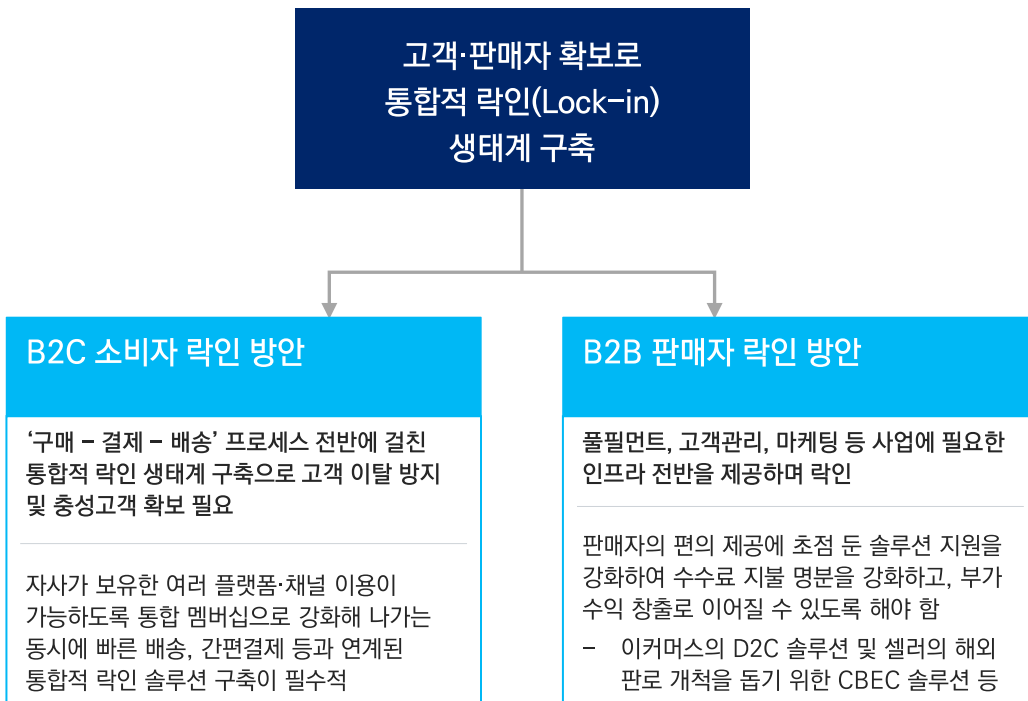 고객·판매자 확보로
통합적 락인(Lock-in)
생태계 구축
B2C 소비자 락인 방안
‘구매 – 결제 – 배송’ 프로세스 전반에 걸친
통합적 락인 생태계 구축으로 고객 이탈 방지
및 충성고객 확보 필요
자사가 보유한 여러 플랫폼·채널 이용이
가능하도록 통합 멤버십으로 강화해 나가는
동시에 빠른 배송, 간편결제 등과 연계된
통합적 락인 솔루션 구축이 필수적
B2B 판매자 락인 방안
풀필먼트, 고객관리, 마케팅 등 사업에 필요한
인프라 전반을 제공하며 락인
판매자의 편의 제공에 초점 둔 솔루션 지원을
강화하여 수수료 지불 명분을 강화하고, 부가
수익 창출로 이어질 수 있도록 해야 함
– 이커머스의 D2C 솔루션 및 셀러의 해외
판로 개척을 돕기 위한 CBEC 솔루션 등